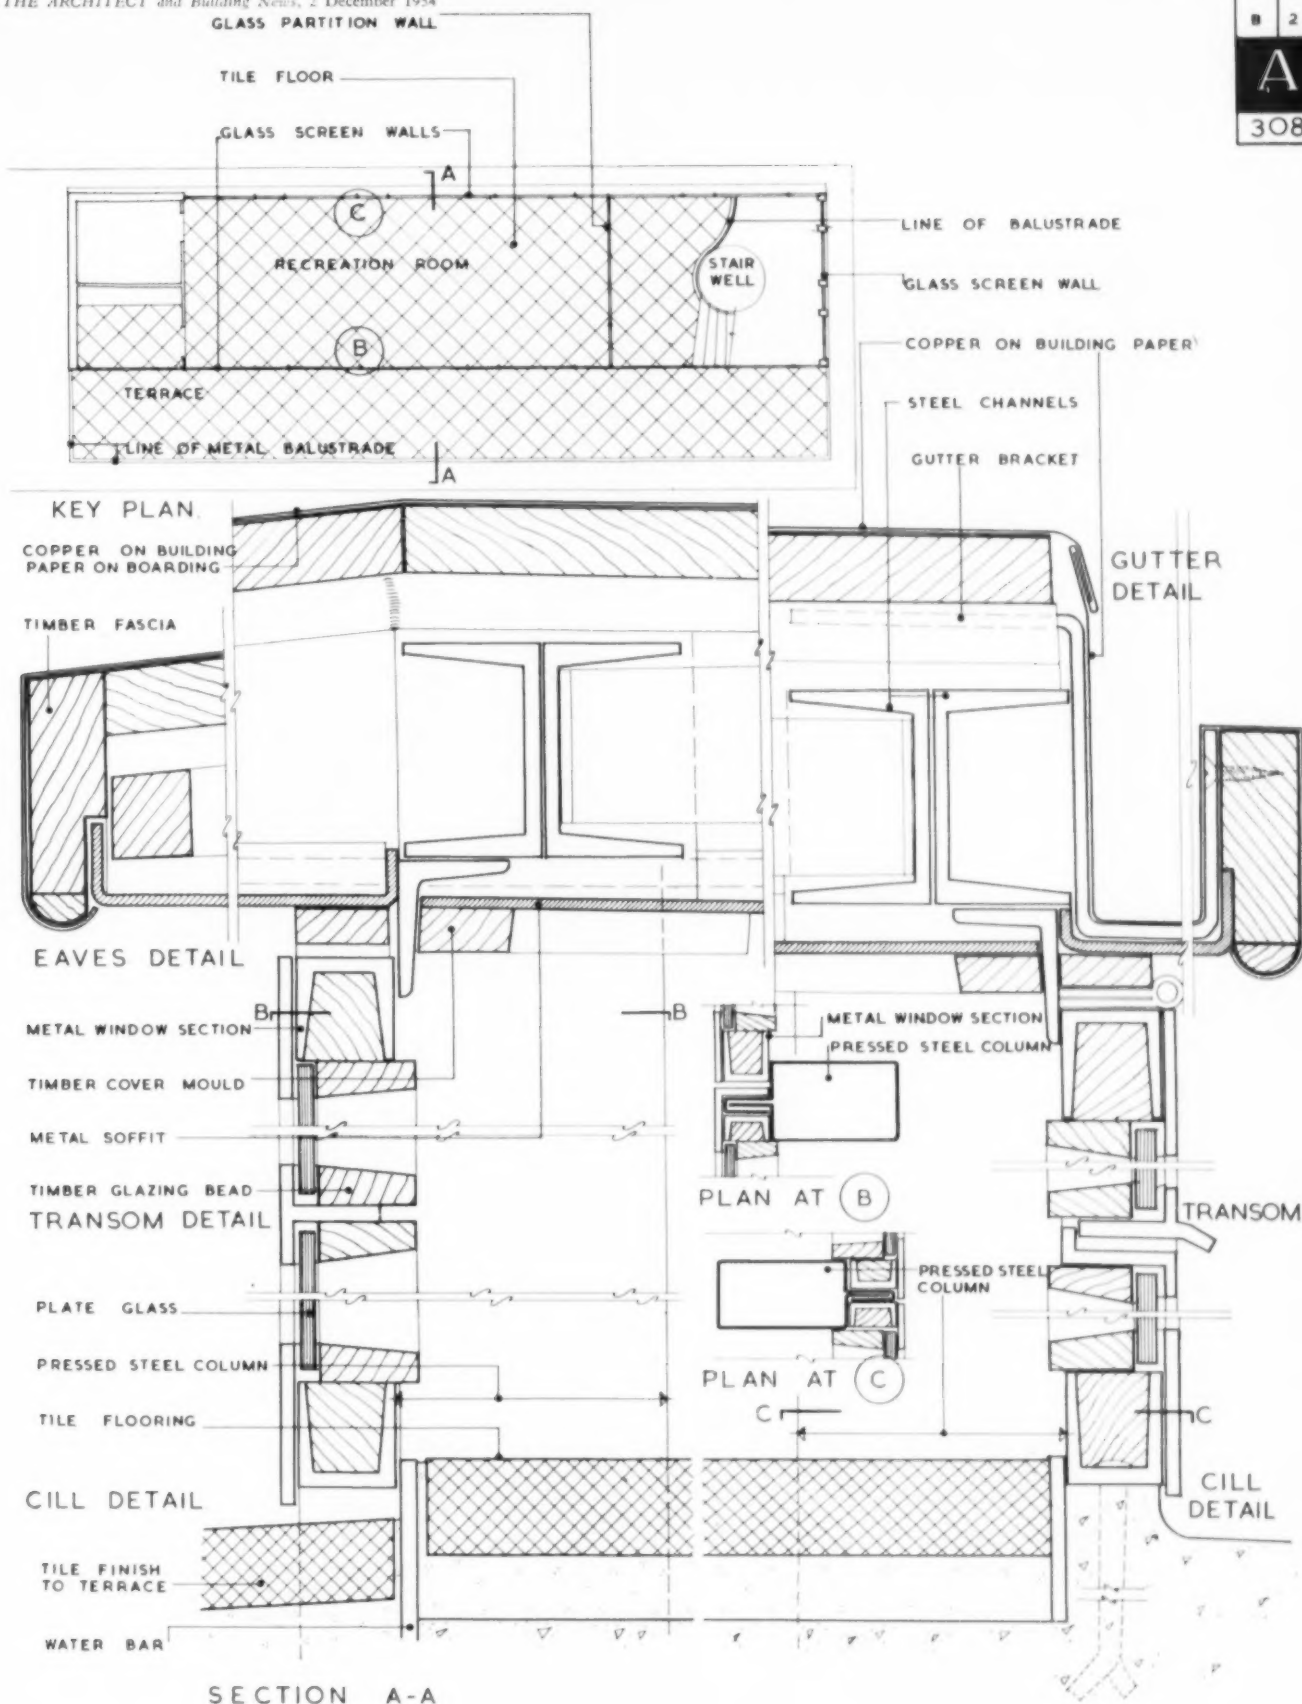 THE ARCHITECT and Building News, 2 December 1954
B 2
A
308
GLASS PARTITION WALL
TILE FLOOR
GLASS SCREEN WALLS
A
C
RECREATION ROOM
STAIR
WELL
LINE OF BALUSTRADE
GLASS SCREEN WALL
B
TERRACE
LINE OF METAL BALUSTRADE
A
COPPER ON BUILDING PAPER
STEEL CHANNELS
GUTTER BRACKET
KEY PLAN.
COPPER ON BUILDING
PAPER ON BOARDING
GUTTER
DETAIL
TIMBER FASCIA
EAVES DETAIL
B
B
METAL WINDOW SECTION
METAL WINDOW SECTION
PRESSED STEEL COLUMN
TIMBER COVER MOULD
METAL SOFFIT
TIMBER GLAZING BEAD
PLAN AT B
TRANSOM DETAIL
TRANSOM
PLATE GLASS
PRESSED STEEL
COLUMN
PRESSED STEEL COLUMN
PLAN AT C
TILE FLOORING
C
C
CILL DETAIL
CILL
DETAIL
TILE FINISH
TO TERRACE
WATER BAR
SECTION A-A